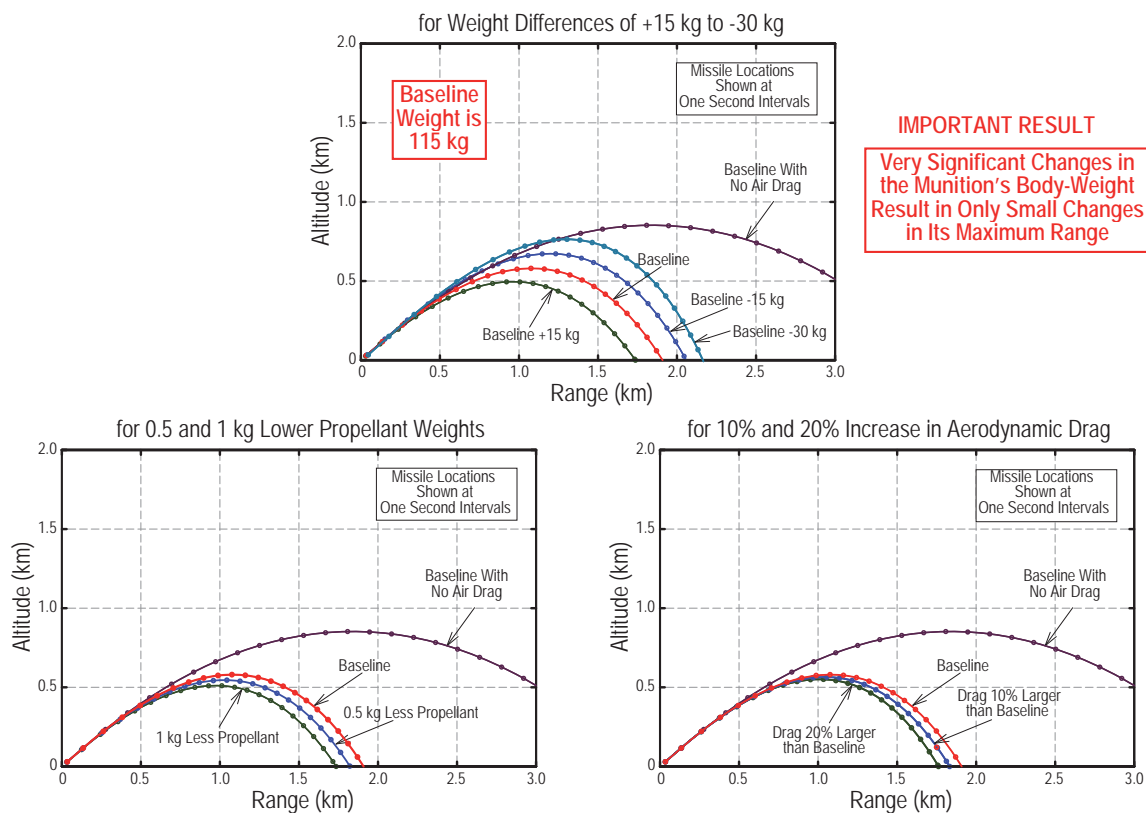 for Weight Differences of +15 kg to -30 kg
2.0
1.5
1.0
0.5
0
Altitude (km)
Baseline
Weight is
115 kg
Missile Locations
Shown at
One Second Intervals
Baseline With
No Air Drag
Baseline
Baseline -15 kg
Baseline -30 kg
Baseline +15 kg
0
0.5
1.0
1.5
2.0
2.5
3.0
Range (km)
IMPORTANT RESULT
Very Significant Changes in
the Munition's Body-Weight
Result in Only Small Changes
in Its Maximum Range
for 0.5 and 1 kg Lower Propellant Weights
2.0
1.5
1.0
0.5
0
Altitude (km)
Missile Locations
Shown at
One Second Intervals
Baseline With
No Air Drag
Baseline
0.5 kg Less Propellant
1 kg Less Propellant
0
0.5
1.0
1.5
2.0
2.5
3.0
Range (km)
for 10% and 20% Increase in Aerodynamic Drag
2.0
1.5
1.0
0.5
0
Altitude (km)
Missile Locations
Shown at
One Second Intervals
Baseline With
No Air Drag
Baseline
Drag 10% Larger
than Baseline
Drag 20% Larger
than Baseline
0
0.5
1.0
1.5
2.0
2.5
3.0
Range (km)